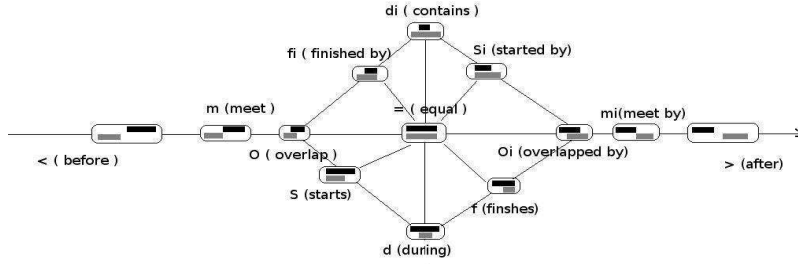 di ( contains )
fi ( finished by)
Si (started by)
m (meet )
= ( equal )
mi(meet by)
< ( before )
O ( overlap )
Oi (overlapped by)
> (after)
S (starts)
f (finshes)
d (during)